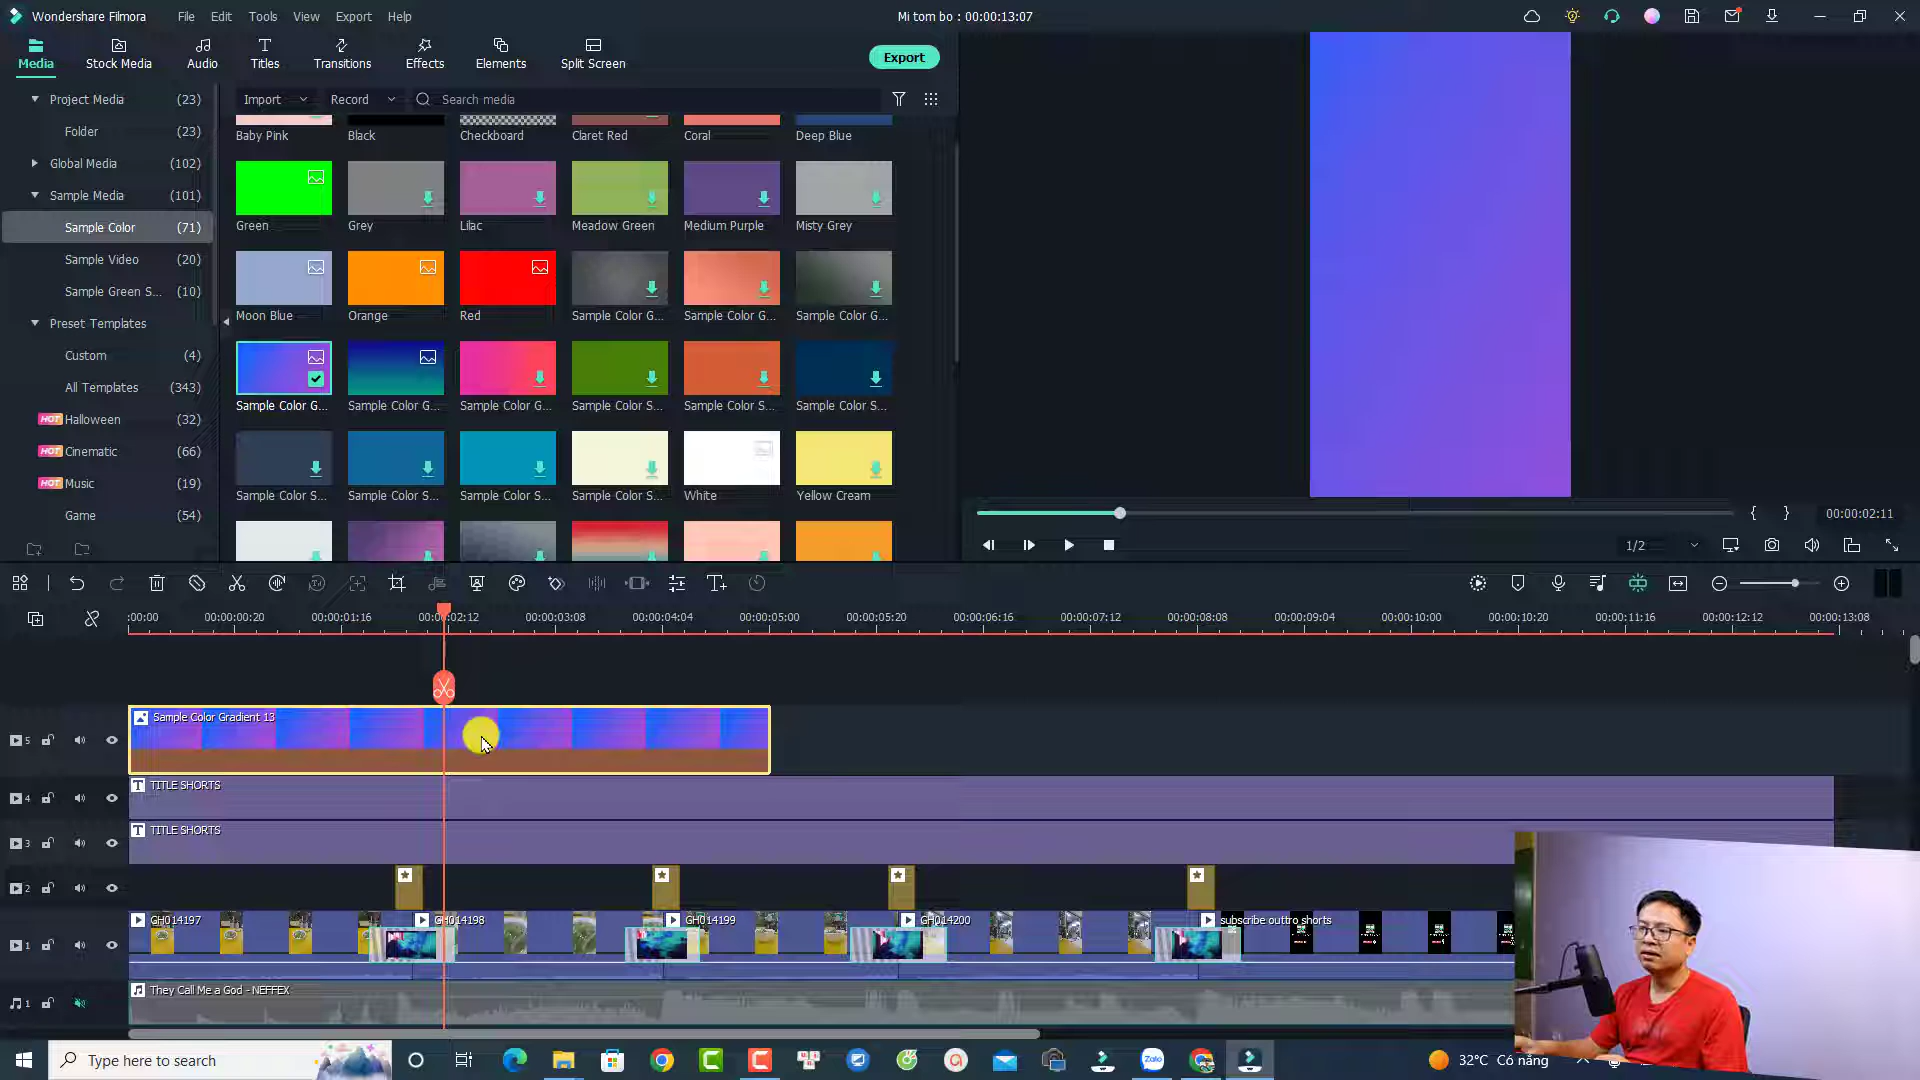 Wondershare Filmora
File
Edit
Tools
View
Export
Help
Mi tom bo : 00:00:13:07
Media
Stock Media
Audio
Titles
Transitions
Effects
Elements
Split Screen
Export
Project Media (23)
Folder (23)
Global Media (102)
Sample Media (101)
Sample Color (71)
Sample Video (20)
Sample Green S... (10)
Preset Templates
Custom (4)
All Templates (343)
HOT Halloween (32)
HOT Cinematic (66)
HOT Music (19)
Game (54)
Import
Record
Search media
Baby Pink
Black
Checkboard
Claret Red
Coral
Deep Blue
Green
Grey
Lilac
Meadow Green
Medium Purple
Misty Grey
Moon Blue
Orange
Red
Sample Color G...
Sample Color G...
Sample Color G...
Sample Color G...
Sample Color G...
Sample Color G...
Sample Color S...
Sample Color S...
Sample Color S...
Sample Color S...
Sample Color S...
Sample Color S...
Sample Color S...
White
Yellow Cream
{ } 00:00:02:11
1/2
:00:00
00:00:00:20
00:00:01:16
00:00:02:12
00:00:03:08
00:00:04:04
00:00:05:00
00:00:05:20
00:00:06:16
00:00:07:12
00:00:08:08
00:00:09:04
00:00:10:00
00:00:10:20
00:00:11:16
00:00:12:12
00:00:13:08
5
Sample Color Gradient 13
4
TITLE SHORTS
3
TITLE SHORTS
2
1
GH014197
GH014198
GH014199
GH014200
subscribe outtro shorts
1
They Call Me a God - NEFFEX
Type here to search
Zalo
32°C Có nắng